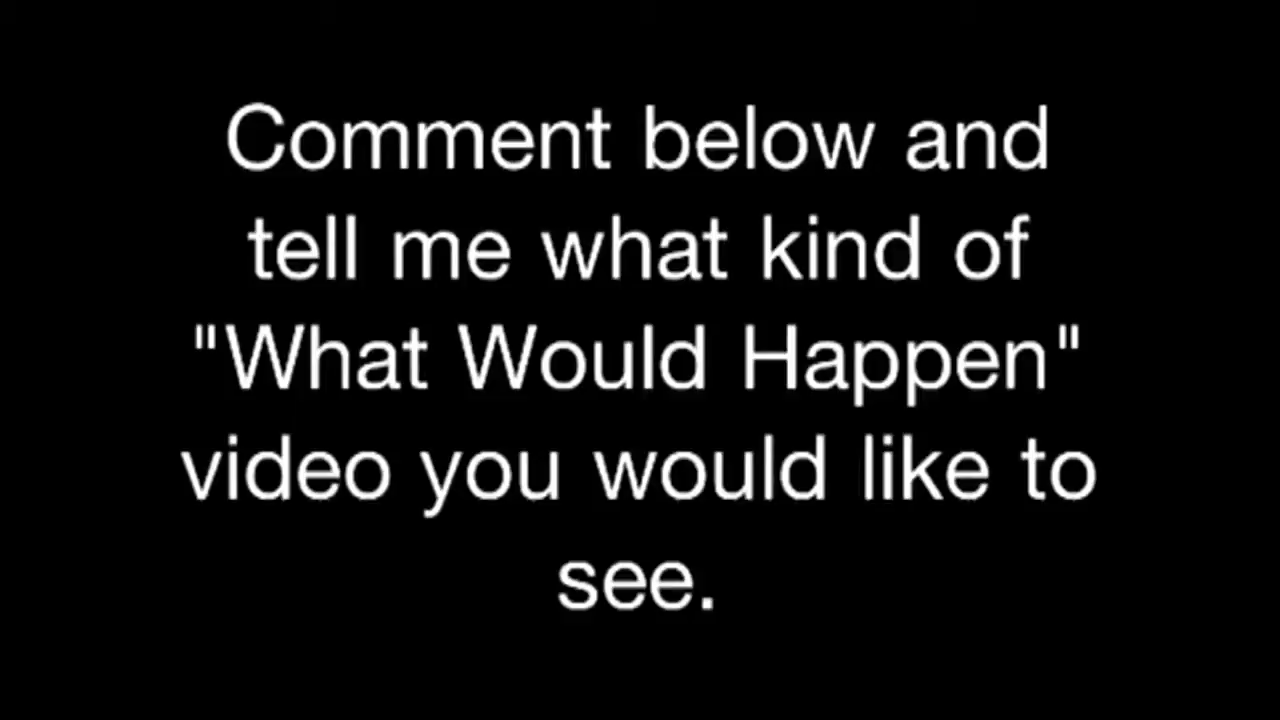 Comment below and
tell me what kind of
"What Would Happen"
video you would like to
see.